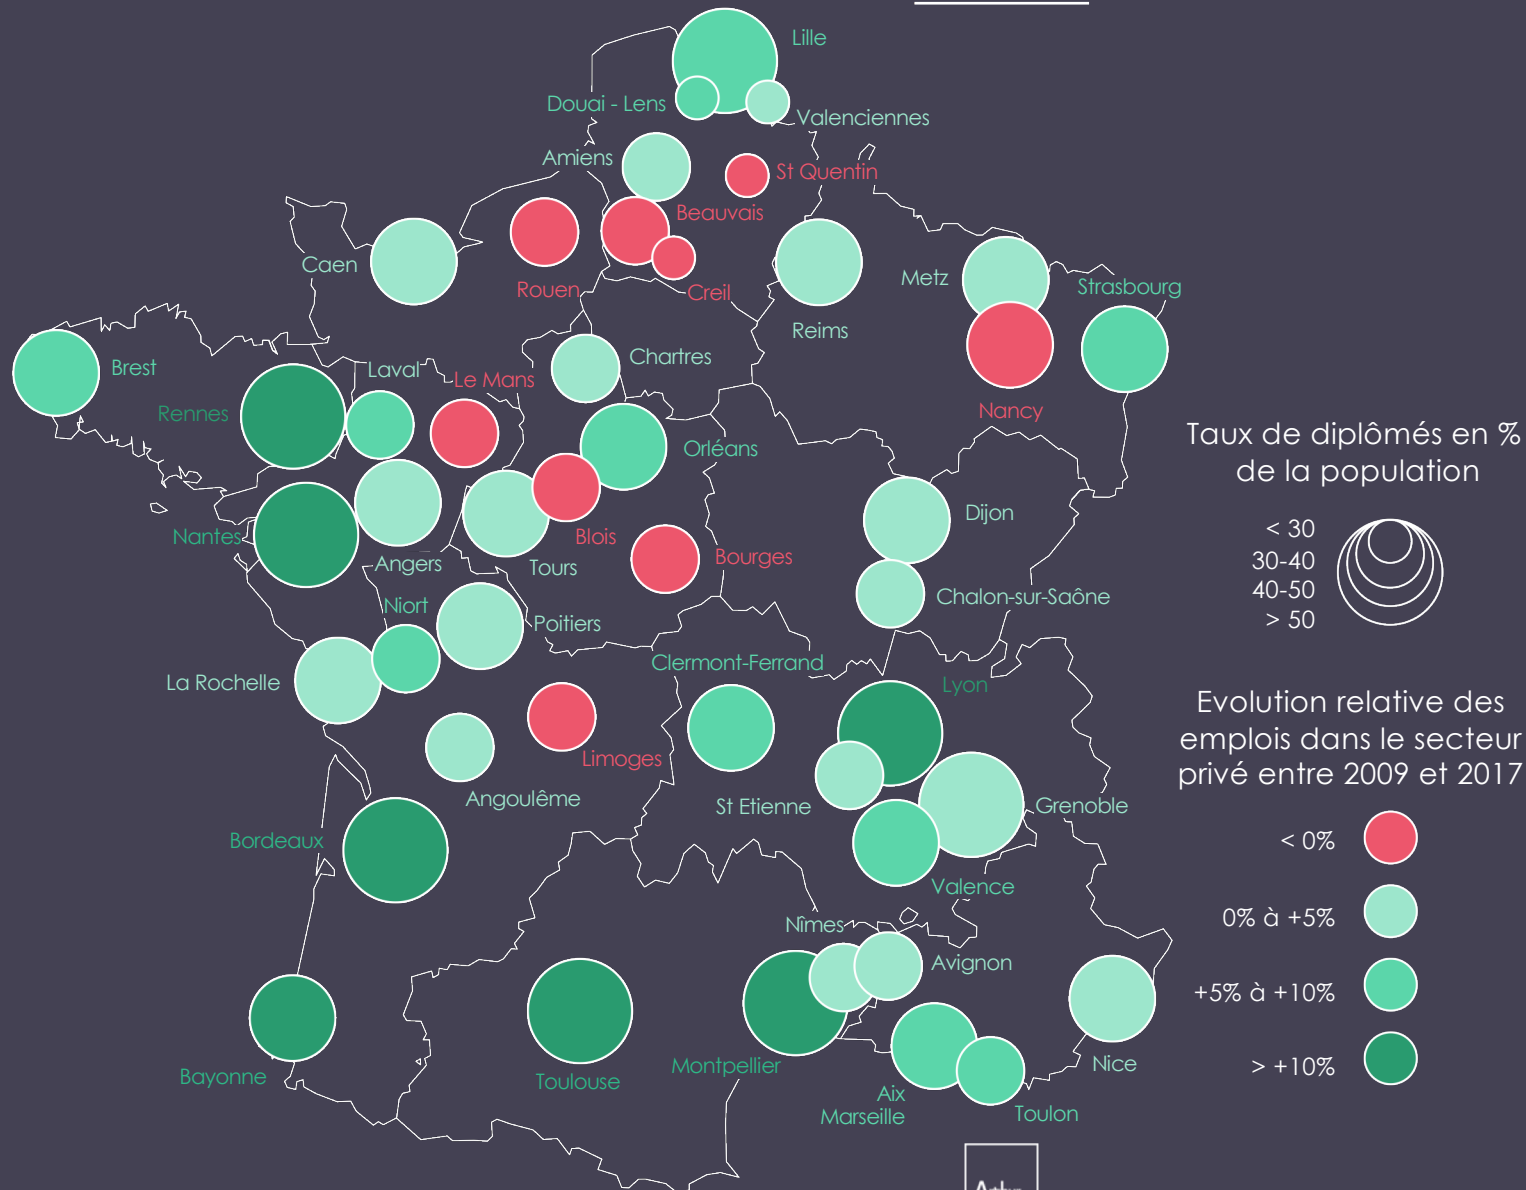 Lille
Douai - Lens
Valenciennes
Amiens
St Quentin
Beauvais
Caen
Rouen
Creil
Metz
Strasbourg
Reims
Brest
Laval
Chartres
Le Mans
Rennes
Nancy
Orléans
Nantes
Angers
Tours
Blois
Bourges
Dijon
Niort
Poitiers
Chalon-sur-Saône
La Rochelle
Clermont-Ferrand
Lyon
Limoges
Angoulême
St Etienne
Grenoble
Bordeaux
Valence
Nîmes
Avignon
Bayonne
Toulouse
Montpellier
Aix
Marseille
Toulon
Nice
Taux de diplômés en %
de la population
< 30
30-40
40-50
> 50
Evolution relative des
emplois dans le secteur
privé entre 2009 et 2017
< 0%
0% à +5%
+5% à +10%
> +10%